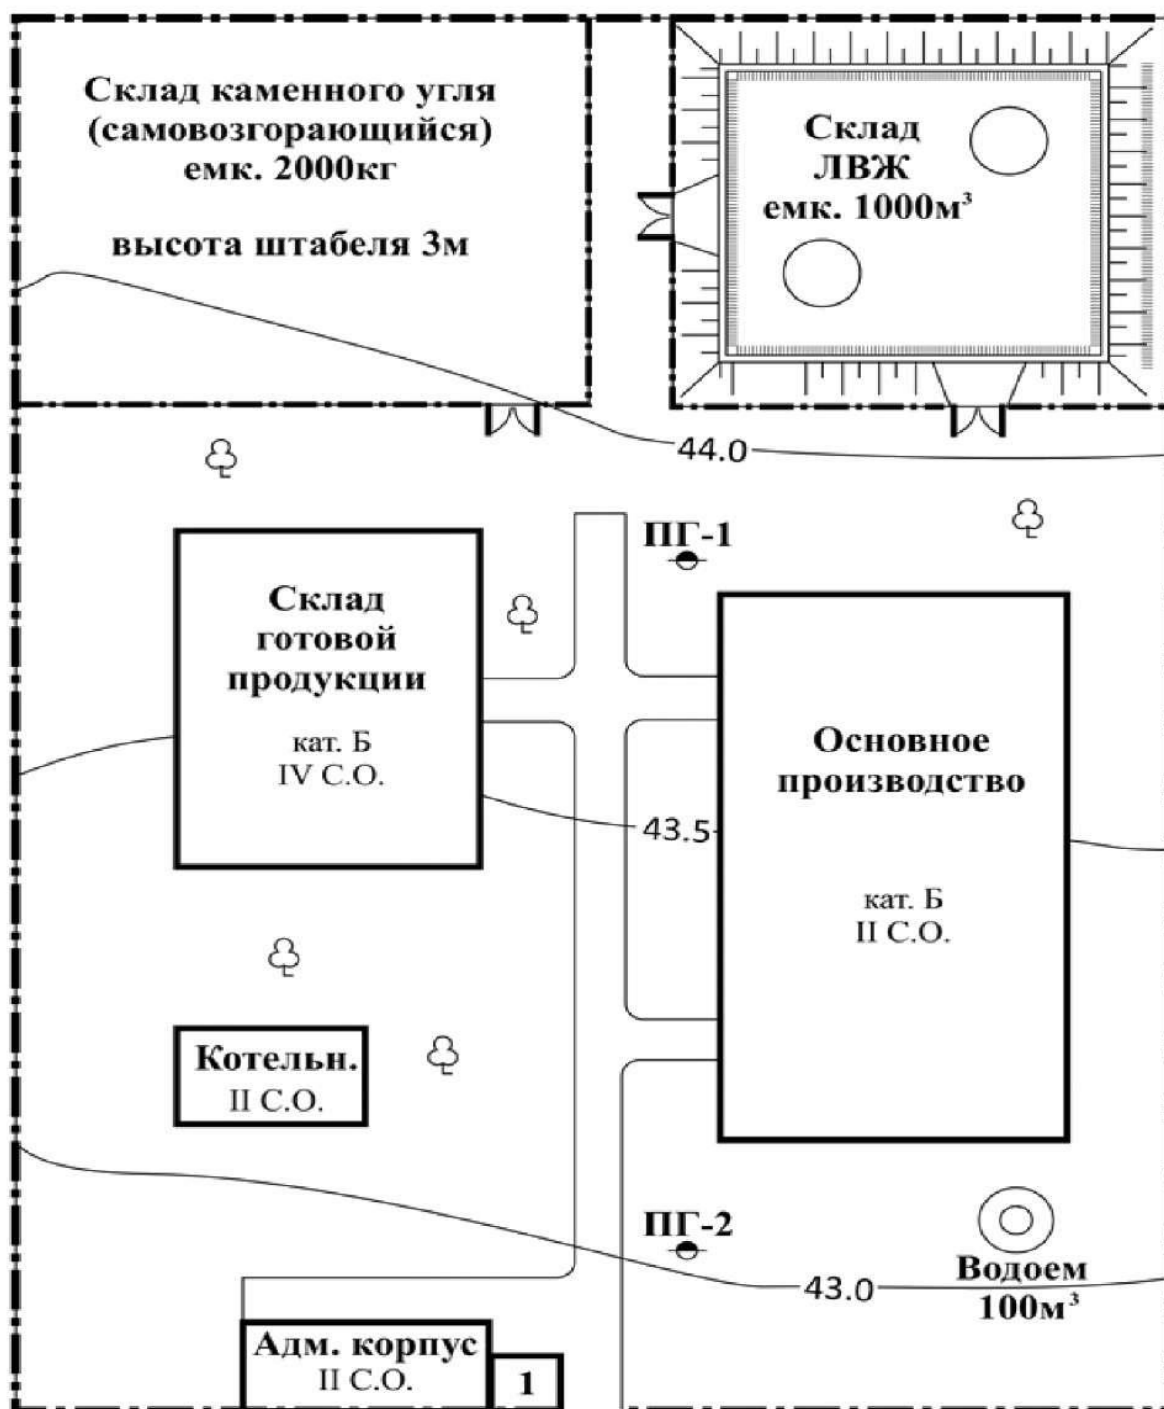 Склад каменного угля
(самовозгорающийся)
емк. 2000кг
высота штабеля 3м
Склад
ЛВЖ
емк. 1000м³
44.0
ПГ-1
Склад
готовой
продукции
кат. Б
IV С.О.
Основное
производство
43.5
кат. Б
II С.О.
Котельн.
II С.О.
ПГ-2
Водоем
100м³
43.0
Адм. корпус
II С.О.
1